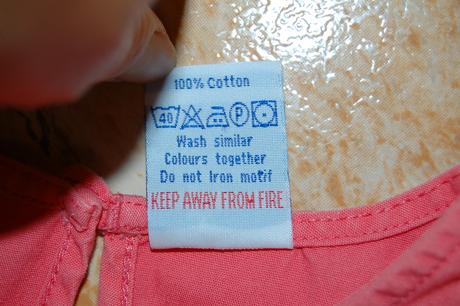 100% Cotton
40 P
Wash similar
Colours together
Do not Iron motif
KEEP AWAY FROM FIRE